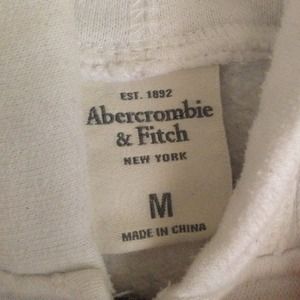 EST. 1892
Abercrombie
& Fitch
NEW YORK
M
MADE IN CHINA